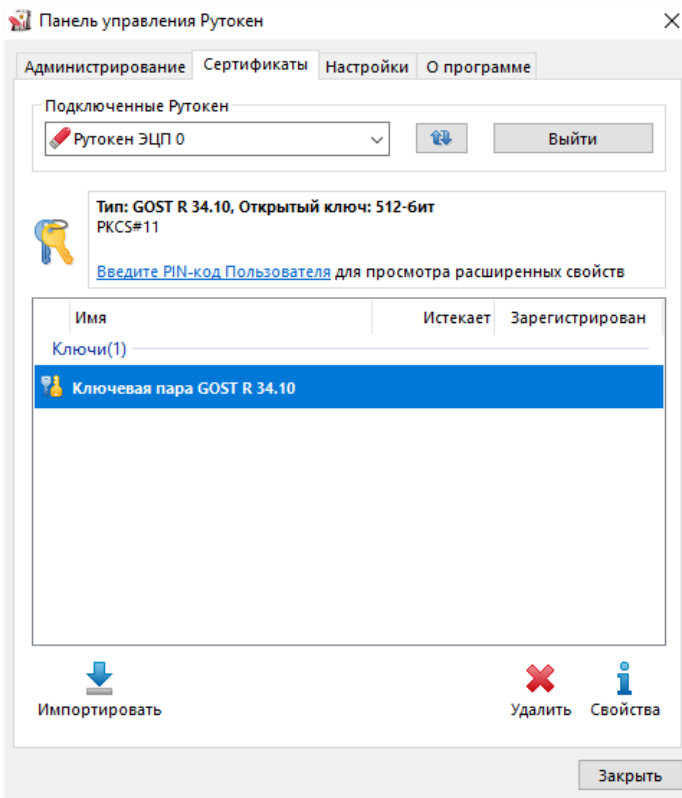 Панель управления Рутокен
Администрирование Сертификаты Настройки О программе
Подключенные Рутокен
Рутокен ЭЦП 0 Выйти
Тип: GOST R 34.10, Открытый ключ: 512-бит
PKCS#11
Введите PIN-код Пользователя для просмотра расширенных свойств
Имя Истекает Зарегистрирован
Ключи(1)
Ключевая пара GOST R 34.10
Импортировать Удалить Свойства
Закрыть